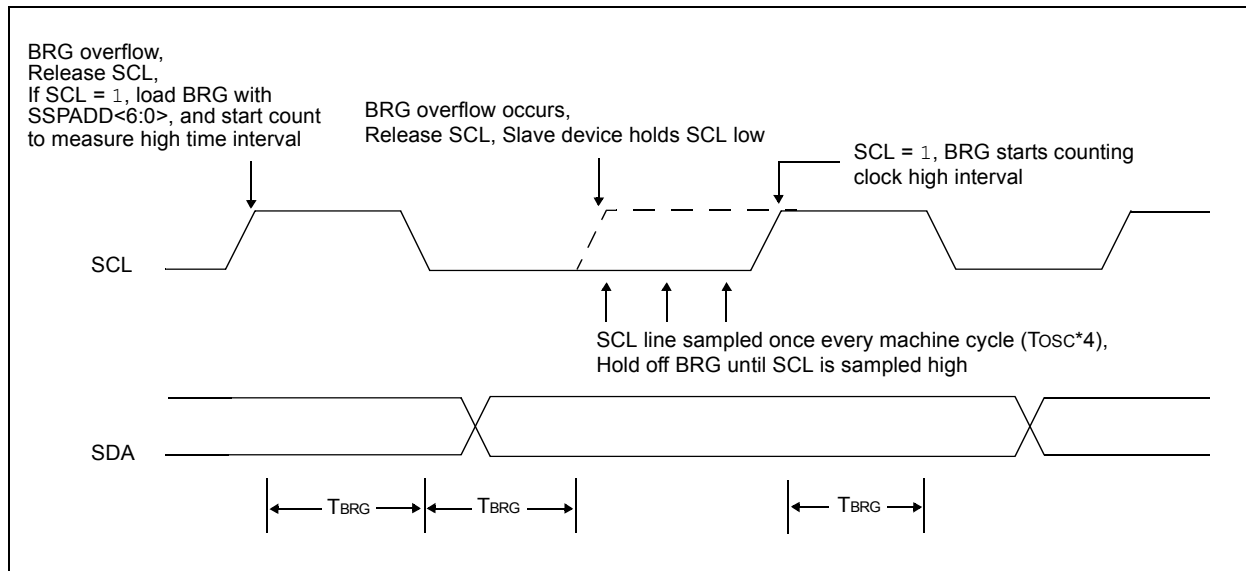 BRG overflow,
Release SCL,
If SCL = 1, load BRG with
SSPADD<6:0>, and start count
to measure high time interval
BRG overflow occurs,
Release SCL, Slave device holds SCL low
SCL = 1, BRG starts counting
clock high interval
SCL
SCL line sampled once every machine cycle (TOSC*4),
Hold off BRG until SCL is sampled high
SDA
TBRG
TBRG
TBRG